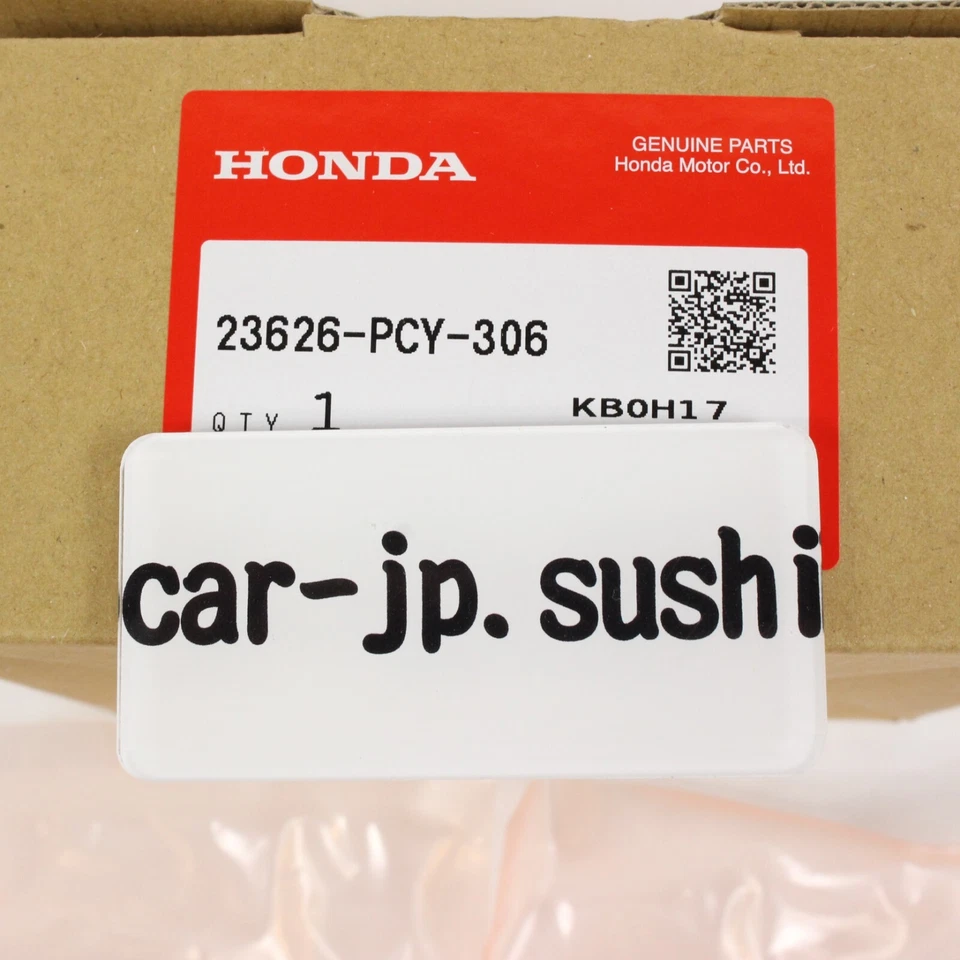 HONDA
GENUINE PARTS
Honda Motor Co., Ltd.
23626-PCY-306
QTY 1
KB0H17
car-jp.sushi